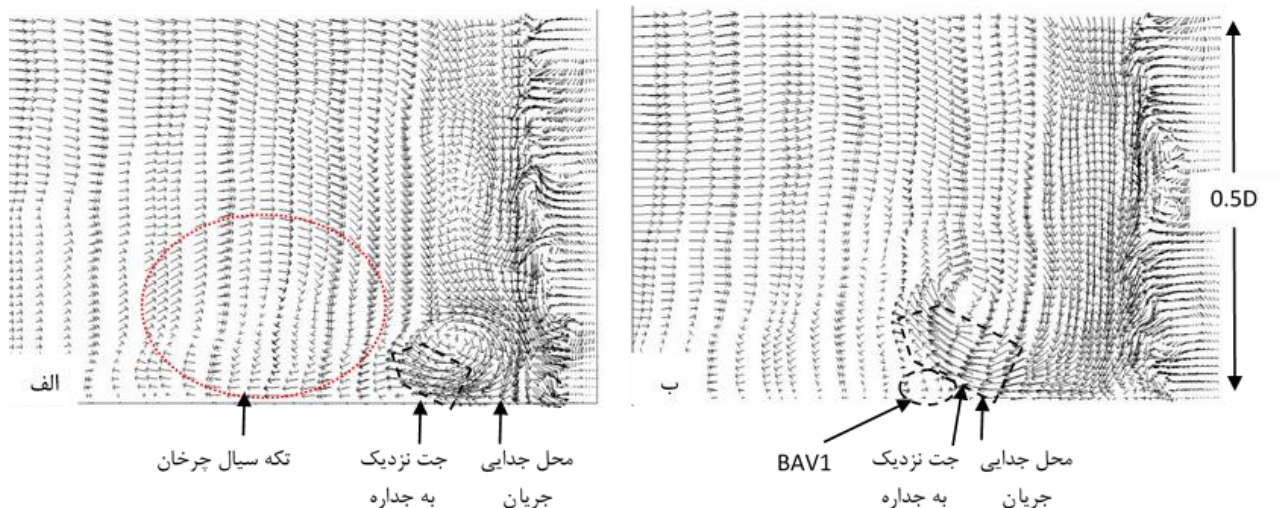 0.5D
الف
ب
تکه سیال چرخان
جت نزدیک
به جداره
محل جدایی
جریان
BAV1
جت نزدیک
به جداره
محل جدایی
جریان